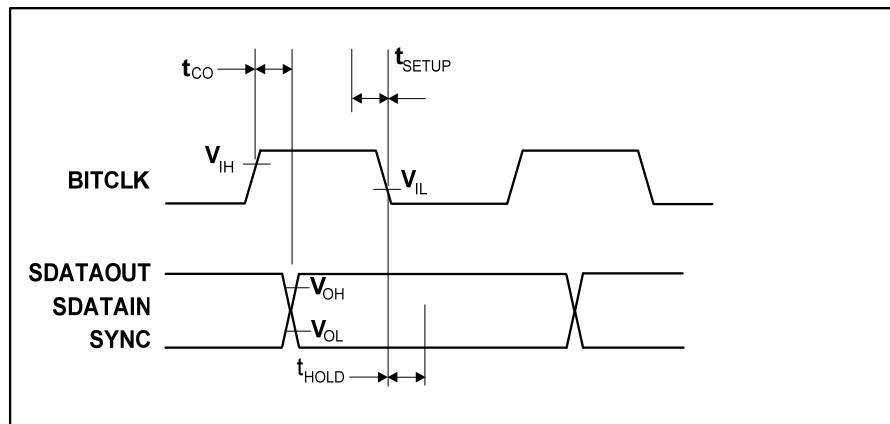 tCO
tSETUP
VIH
BITCLK
VIL
SDATAOUT
VOH
SDATAIN
VOL
SYNC
tHOLD